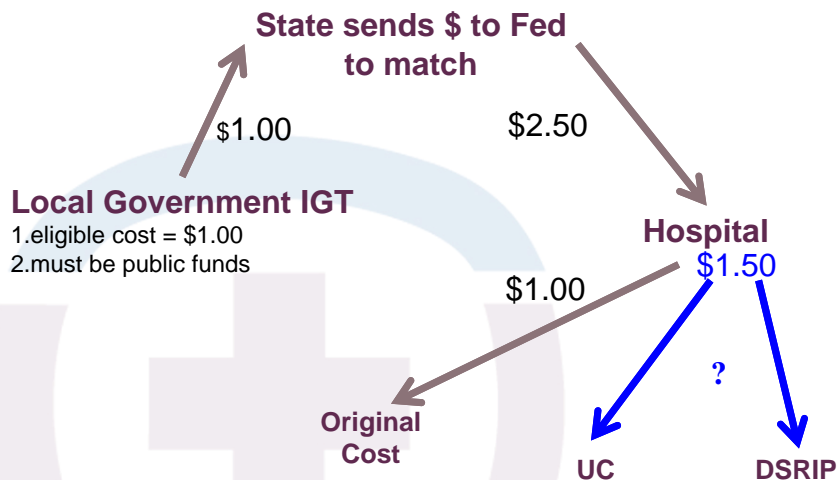 State sends $ to Fed
to match
$1.00
$2.50
Local Government IGT
1.eligible cost = $1.00
2.must be public funds
Hospital
$1.50
$1.00
?
Original
Cost
UC
DSRIP